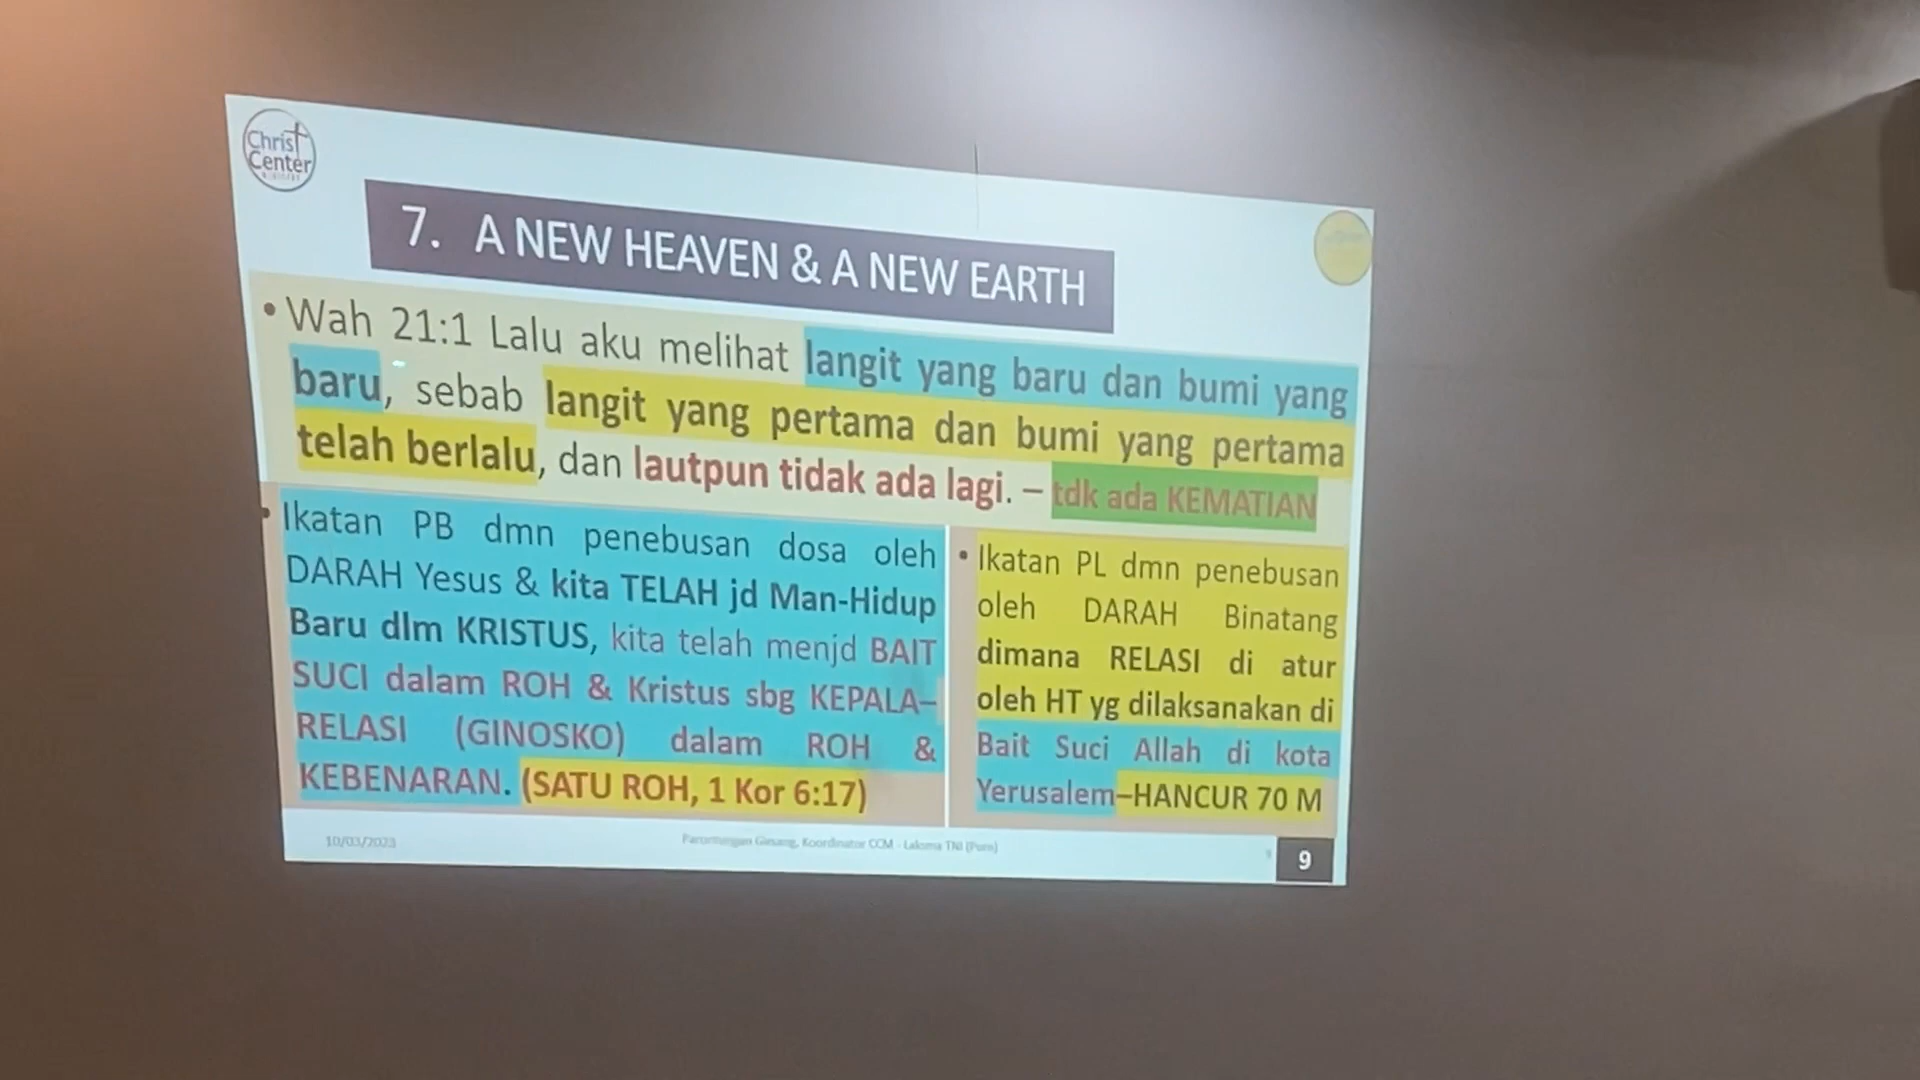 Christ
Center
7. A NEW HEAVEN & A NEW EARTH
• Wah 21:1 Lalu aku melihat langit yang baru dan bumi yang
baru, sebab langit yang pertama dan bumi yang pertama
telah berlalu, dan lautpun tidak ada lagi. – tdk ada KEMATIAN
• Ikatan PB dmn penebusan dosa oleh
DARAH Yesus & kita TELAH jd Man-Hidup
Baru dlm KRISTUS, kita telah menjd BAIT
SUCI dalam ROH & Kristus sbg KEPALA–
RELASI (GINOSKO) dalam ROH &
KEBENARAN. (SATU ROH, 1 Kor 6:17)
• Ikatan PL dmn penebusan
oleh DARAH Binatang
dimana RELASI di atur
oleh HT yg dilaksanakan di
Bait Suci Allah di kota
Yerusalem–HANCUR 70 M
10/03/2023
Koordinator CCM - Laksma TNI (Purn)
9